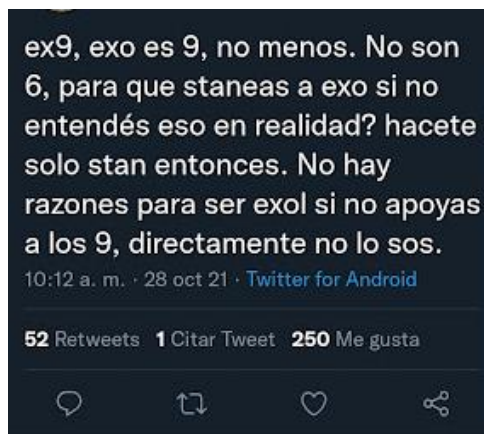 ex9, exo es 9, no menos. No son
6, para que staneas a exo si no
entendés eso en realidad? hacete
solo stan entonces. No hay
razones para ser exol si no apoyas
a los 9, directamente no lo sos.
10:12 a. m. · 28 oct 21 · Twitter for Android
52 Retweets 1 Citar Tweet 250 Me gusta